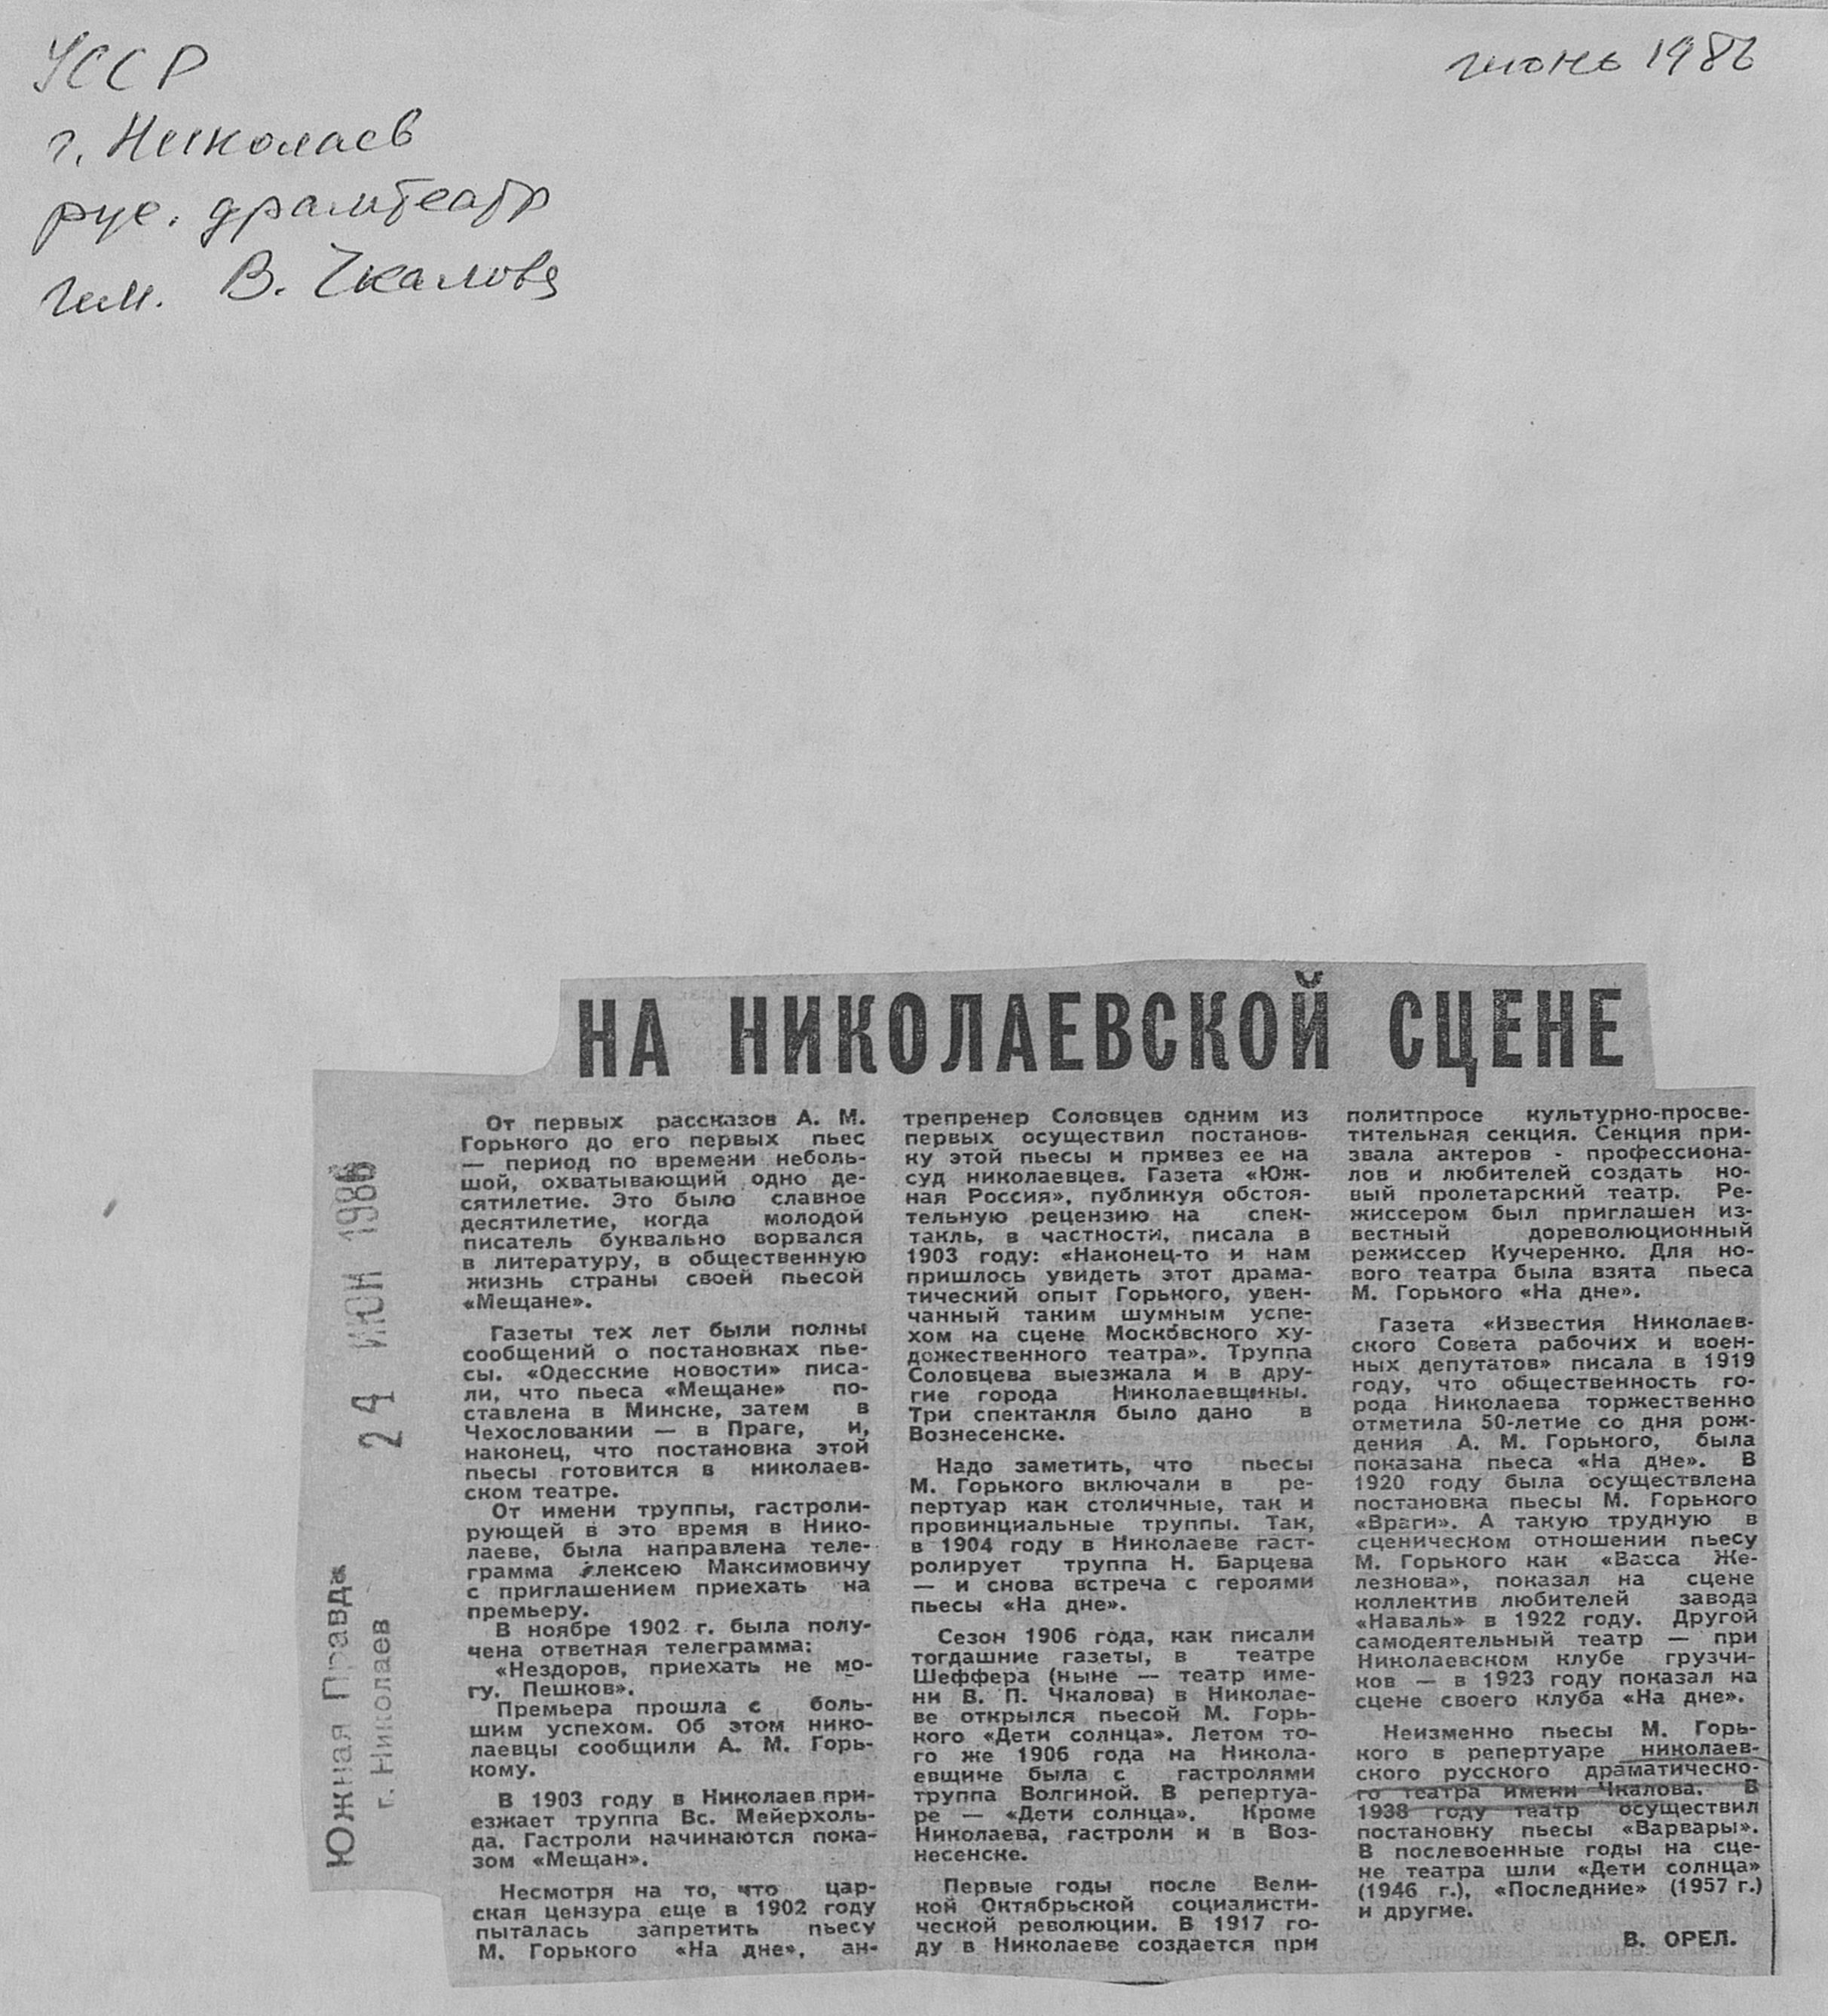 УССР
г. Николаев
рус. драмтеатр
им. В. Чкалова
июнь 1986
НА НИКОЛАЕВСКОЙ СЦЕНЕ
Южная Правда
г. Николаев
24 ИЮН 1986
От первых рассказов А. М.
Горького до его первых пьес
— период по времени неболь-
шой, охватывающий одно де-
сятилетие. Это было славное
десятилетие, когда молодой
писатель буквально ворвался
в литературу, в общественную
жизнь страны своей пьесой
«Мещане».
Газеты тех лет были полны
сообщений о постановках пье-
сы. «Одесские новости» писа-
ли, что пьеса «Мещане» по-
ставлена в Минске, затем в
Чехословакии — в Праге, и,
наконец, что постановка этой
пьесы готовится в николаев-
ском театре.
От имени труппы, гастроли-
рующей в это время в Нико-
лаеве, была направлена теле-
грамма Алексею Максимовичу
с приглашением приехать на
премьеру.
В ноябре 1902 г. была полу-
чена ответная телеграмма:
«Нездоров, приехать не мо-
гу. Пешков».
Премьера прошла с боль-
шим успехом. Об этом нико-
лаевцы сообщили А. М. Горь-
кому.
В 1903 году в Николаев при-
езжает труппа Вс. Мейерхоль-
да. Гастроли начинаются пока-
зом «Мещан».
Несмотря на то, что цар-
ская цензура еще в 1902 году
пыталась запретить пьесу
М. Горького «На дне», ан-
трепренер Соловцев одним из
первых осуществил постанов-
ку этой пьесы и привез ее на
суд николаевцев. Газета «Юж-
ная Россия», публикуя обстоя-
тельную рецензию на спек-
такль, в частности, писала в
1903 году: «Наконец-то и нам
пришлось увидеть этот драма-
тический опыт Горького, увен-
чанный таким шумным успе-
хом на сцене Московского ху-
дожественного театра». Труппа
Соловцева выезжала и в дру-
гие города Николаевщины.
Три спектакля было дано в
Вознесенске.
Надо заметить, что пьесы
М. Горького включали в ре-
пертуар как столичные, так и
провинциальные труппы. Так,
в 1904 году в Николаеве гаст-
ролирует труппа Н. Барцева
— и снова встреча с героями
пьесы «На дне».
Сезон 1906 года, как писали
тогдашние газеты, в театре
Шеффера (ныне — театр име-
ни В. П. Чкалова) в Николае-
ве открылся пьесой М. Горь-
кого «Дети солнца». Летом то-
го же 1906 года на Никола-
евщине была с гастролями
труппа Волгиной. В репертуа-
ре — «Дети солнца». Кроме
Николаева, гастроли и в Воз-
несенске.
Первые годы после Вели-
кой Октябрьской социалисти-
ческой революции. В 1917 го-
ду в Николаеве создается при
политпросе культурно-просве-
тительная секция. Секция при-
звала актеров - профессиона-
лов и любителей создать но-
вый пролетарский театр. Ре-
жиссером был приглашен из-
вестный дореволюционный
режиссер Кучеренко. Для но-
вого театра была взята пьеса
М. Горького «На дне».
Газета «Известия Николаев-
ского Совета рабочих и воен-
ных депутатов» писала в 1919
году, что общественность го-
рода Николаева торжественно
отметила 50-летие со дня рож-
дения А. М. Горького, была
показана пьеса «На дне». В
1920 году была осуществлена
постановка пьесы М. Горького
«Враги». А такую трудную в
сценическом отношении пьесу
М. Горького как «Васса Же-
лезнова», показал на сцене
коллектив любителей завода
«Наваль» в 1922 году. Другой
самодеятельный театр — при
Николаевском клубе грузчи-
ков — в 1923 году показал на
сцене своего клуба «На дне».
Неизменно пьесы М. Горь-
кого в репертуаре николаев-
ского русского драматическо-
го театра имени Чкалова. В
1938 году театр осуществил
постановку пьесы «Варвары».
В послевоенные годы на сце-
не театра шли «Дети солнца»
(1946 г.), «Последние» (1957 г.)
и другие.
В. ОРЕЛ.